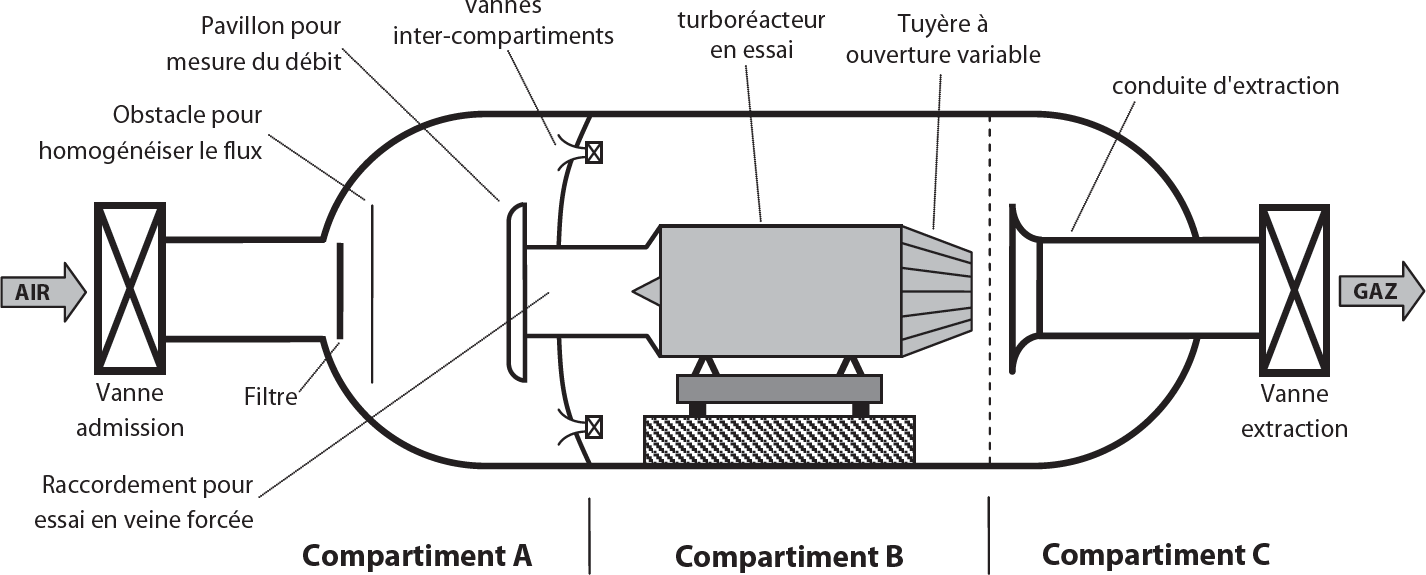 vannes
inter-compartiments
Pavillon pour
mesure du débit
turboréacteur
en essai
Tuyère à
ouverture variable
conduite d'extraction
Obstacle pour
homogénéiser le flux
AIR
GAZ
Vanne
admission
Filtre
Vanne
extraction
Raccordement pour
essai en veine forcée
Compartiment A
Compartiment B
Compartiment C